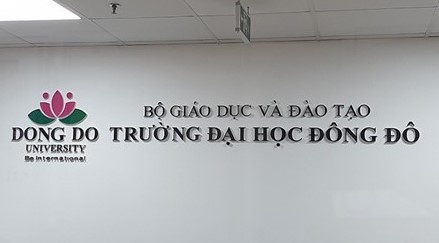 DONG DO
UNIVERSITY
Be international
BỘ GIÁO DỤC VÀ ĐÀO TẠO
TRƯỜNG ĐẠI HỌC ĐÔNG ĐÔ